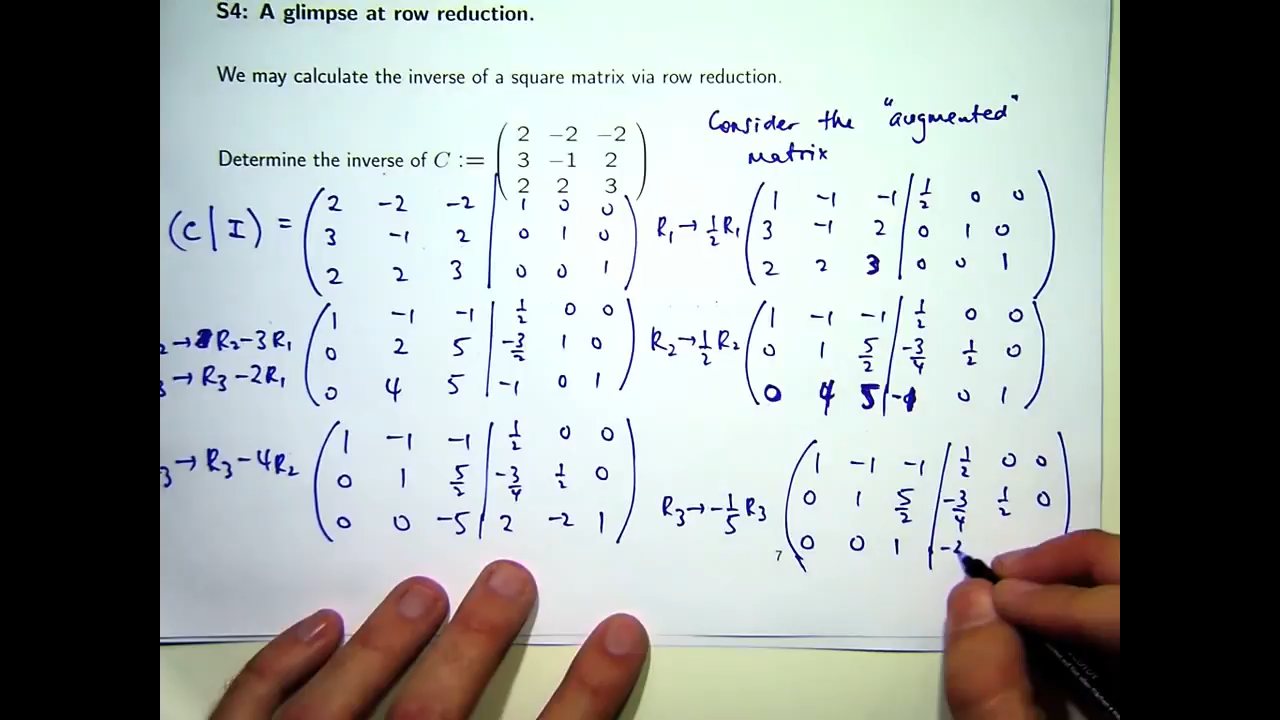 S4: A glimpse at row reduction.
We may calculate the inverse of a square matrix via row reduction.
Consider the "augmented"
matrix
Determine the inverse of C := ( 2 −2 −2
3 −1 2
2 2 3 )
(C|I) = ( 2 -2 -2 | 1 0 0
3 -1 2 | 0 1 0
2 2 3 | 0 0 1 )
R₁→½R₁ ( 1 -1 -1 | ½ 0 0
3 -1 2 | 0 1 0
2 2 3 | 0 0 1 )
( 1 -1 -1 | ½ 0 0
₂→R₂-3R₁ 0 2 5 | -3/2 1 0
₃→R₃-2R₁ 0 4 5 | -1 0 1 )
R₂→½R₂ ( 1 -1 -1 | ½ 0 0
0 1 5/2 | -3/4 ½ 0
0 4 5 | -1 0 1 )
₃→R₃-4R₂ ( 1 -1 -1 | ½ 0 0
0 1 5/2 | -3/4 ½ 0
0 0 -5 | 2 -2 1 )
R₃→-1/5R₃ ( 1 -1 -1 | ½ 0 0
0 1 5/2 | -3/4 ½ 0
0 0 1 | -2
7